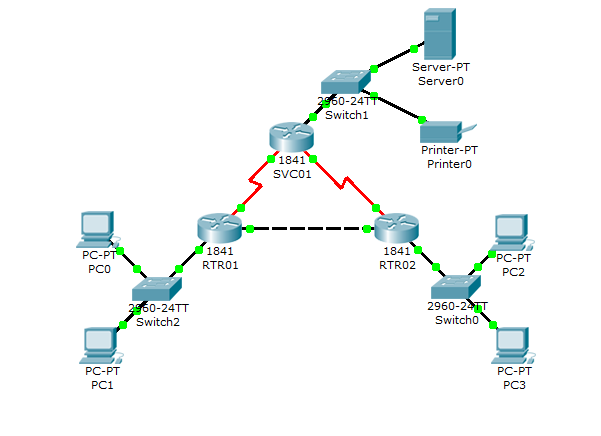 Server-PT
Server0
2960-24TT
Switch1
Printer-PT
Printer0
1841
SVC01
1841
RTR01
1841
RTR02
PC-PT
PC0
PC-PT
PC2
2960-24TT
Switch2
2960-24TT
Switch0
PC-PT
PC1
PC-PT
PC3